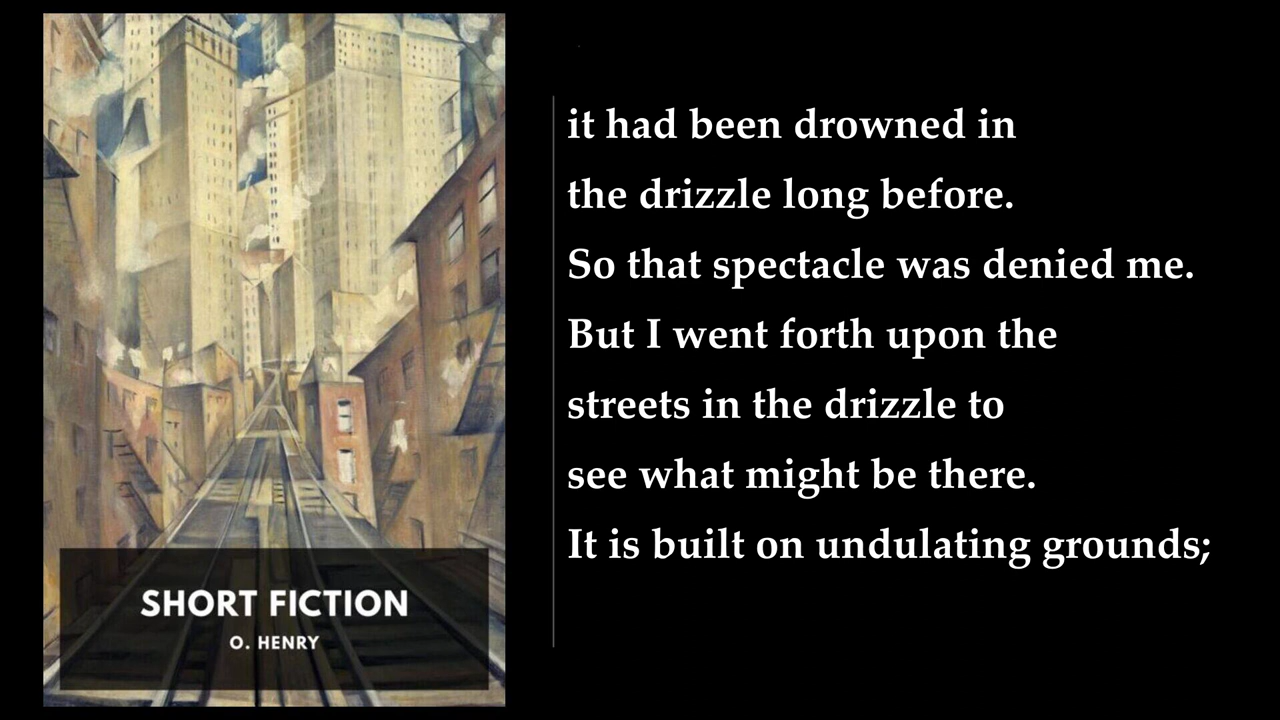 SHORT FICTION
O. HENRY
it had been drowned in
the drizzle long before.
So that spectacle was denied me.
But I went forth upon the
streets in the drizzle to
see what might be there.
It is built on undulating grounds;